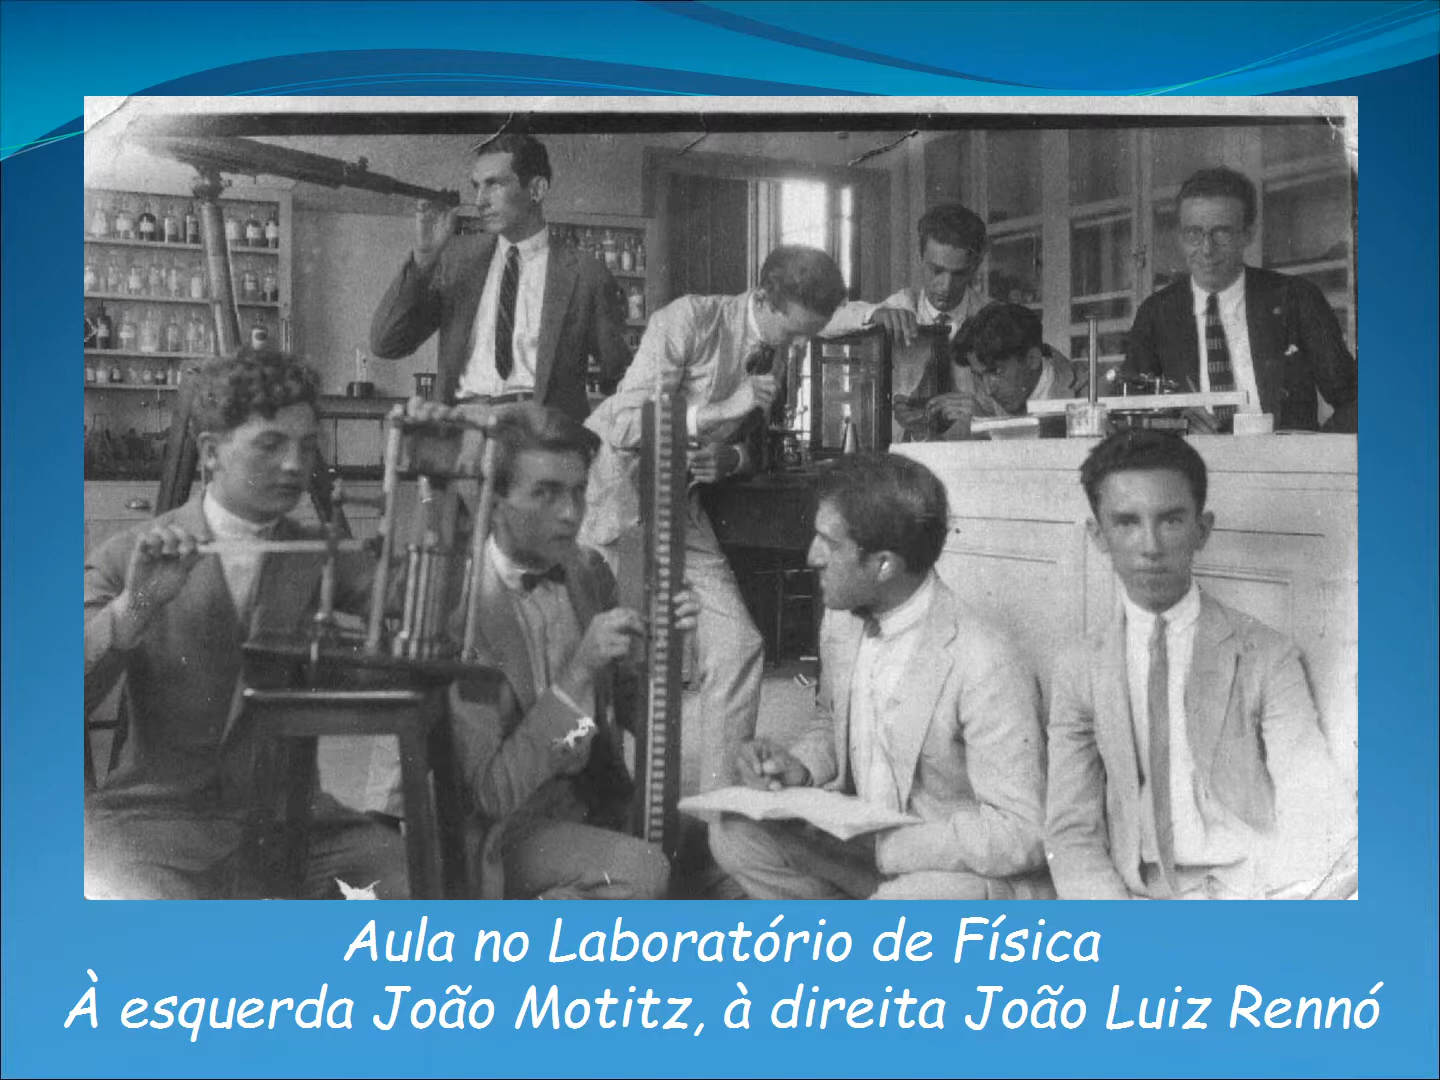 Aula no Laboratório de Física
À esquerda João Motitz, à direita João Luiz Rennó